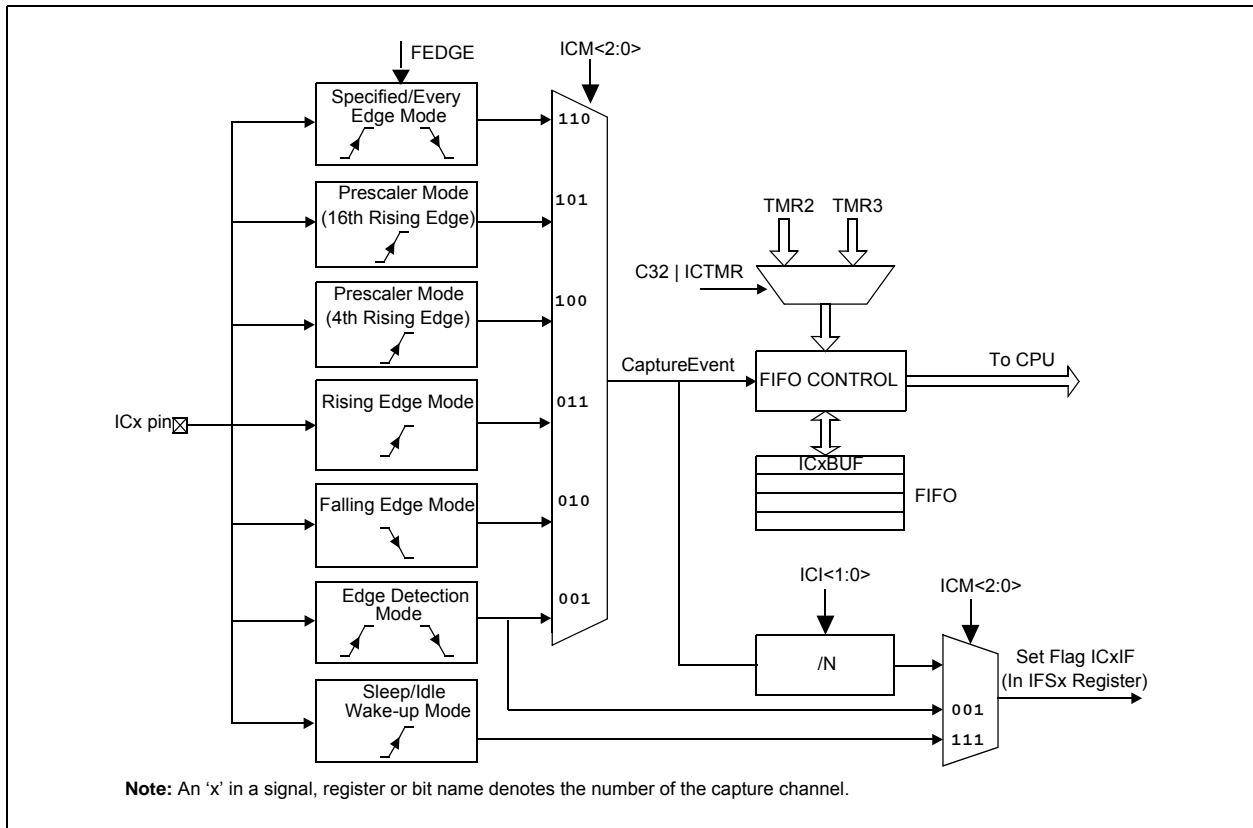 FEDGE
ICM<2:0>
Specified/Every
Edge Mode
110
Prescaler Mode
(16th Rising Edge)
101
TMR2
TMR3
C32 | ICTMR
Prescaler Mode
(4th Rising Edge)
100
CaptureEvent
FIFO CONTROL
To CPU
ICx pin
Rising Edge Mode
011
ICxBUF
FIFO
Falling Edge Mode
010
ICI<1:0>
ICM<2:0>
Edge Detection
Mode
001
/N
Set Flag ICxIF
(In IFSx Register)
Sleep/Idle
Wake-up Mode
001
111
Note: An ‘x’ in a signal, register or bit name denotes the number of the capture channel.